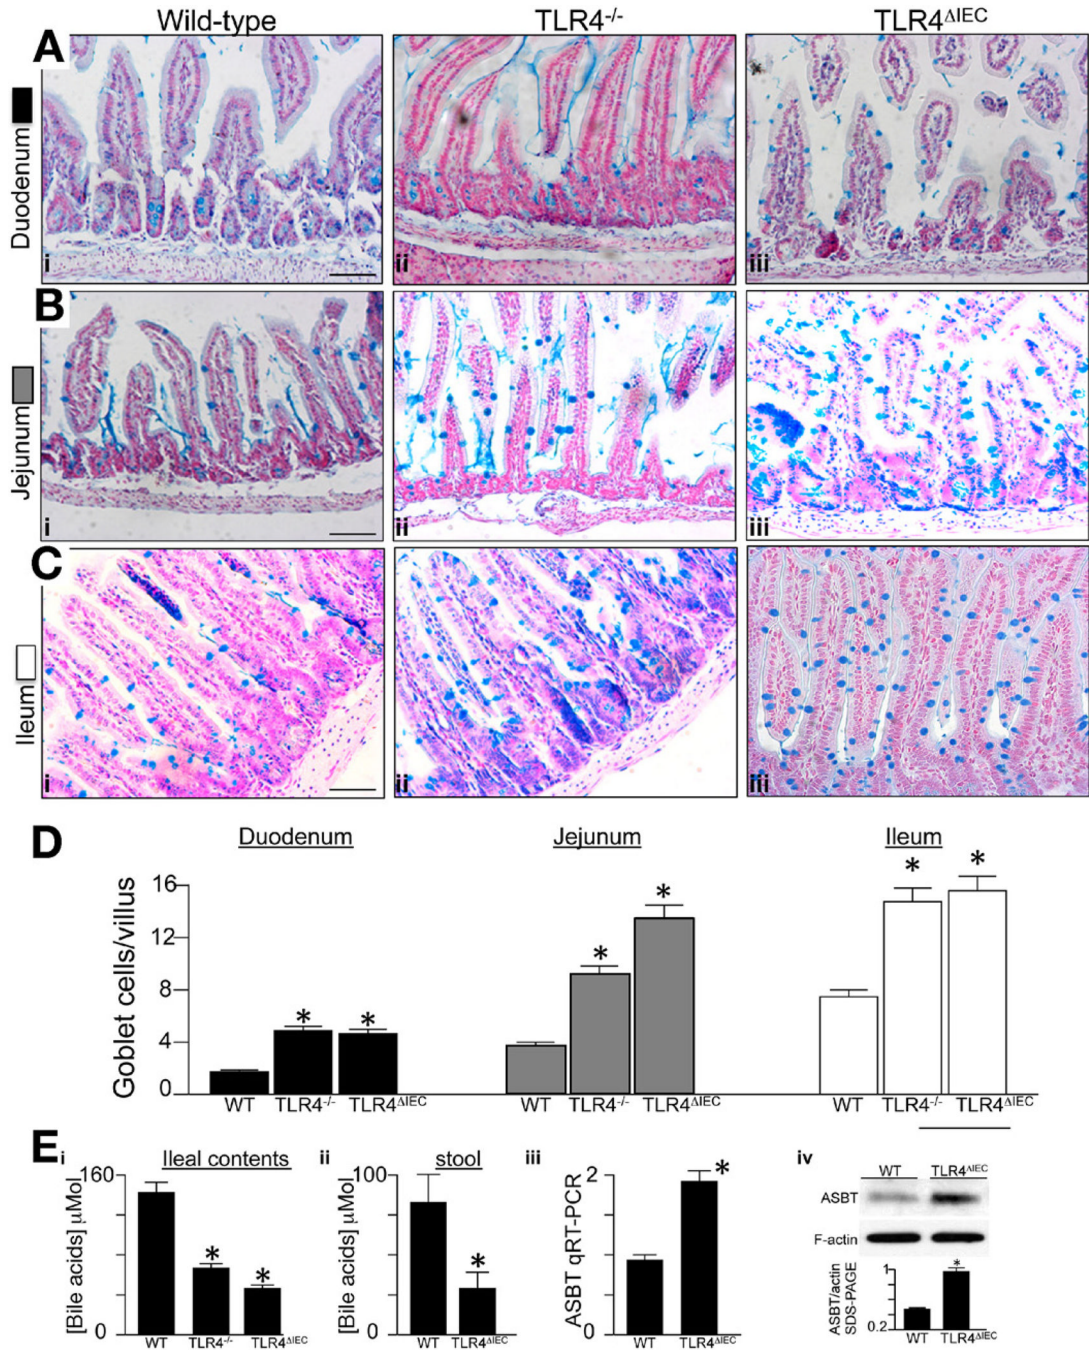 Wild-type TLR4-/- TLR4ΔIEC
A
Duodenum
i ii iii
B
Jejunum
i ii iii
C
Ileum
i ii iii
D
Duodenum Jejunum Ileum
Goblet cells/villus
16
12
8
4
0
* * * * * *
WT TLR4-/- TLR4ΔIEC WT TLR4-/- TLR4ΔIEC WT TLR4-/- TLR4ΔIEC
E
i Ileal contents
[Bile acids] μMol
160
0
* *
WT TLR4-/- TLR4ΔIEC
ii stool
[Bile acids] μMol
100
0
*
WT TLR4ΔIEC
iii
ASBT qRT-PCR
2
0
*
WT TLR4ΔIEC
iv
WT TLR4ΔIEC
ASBT
F-actin
ASBT/actin
SDS-PAGE
1
0.2
*
WT TLR4ΔIEC